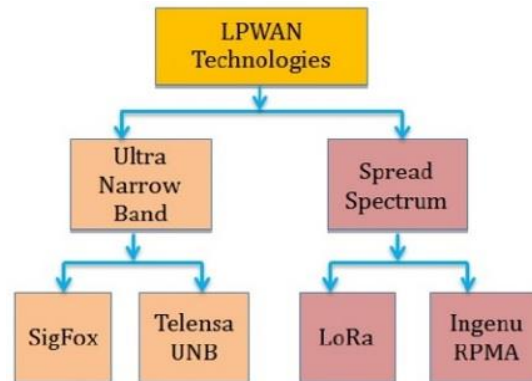 LPWAN
Technologies
Ultra
Narrow
Band
Spread
Spectrum
SigFox
Telensa
UNB
LoRa
Ingenu
RPMA